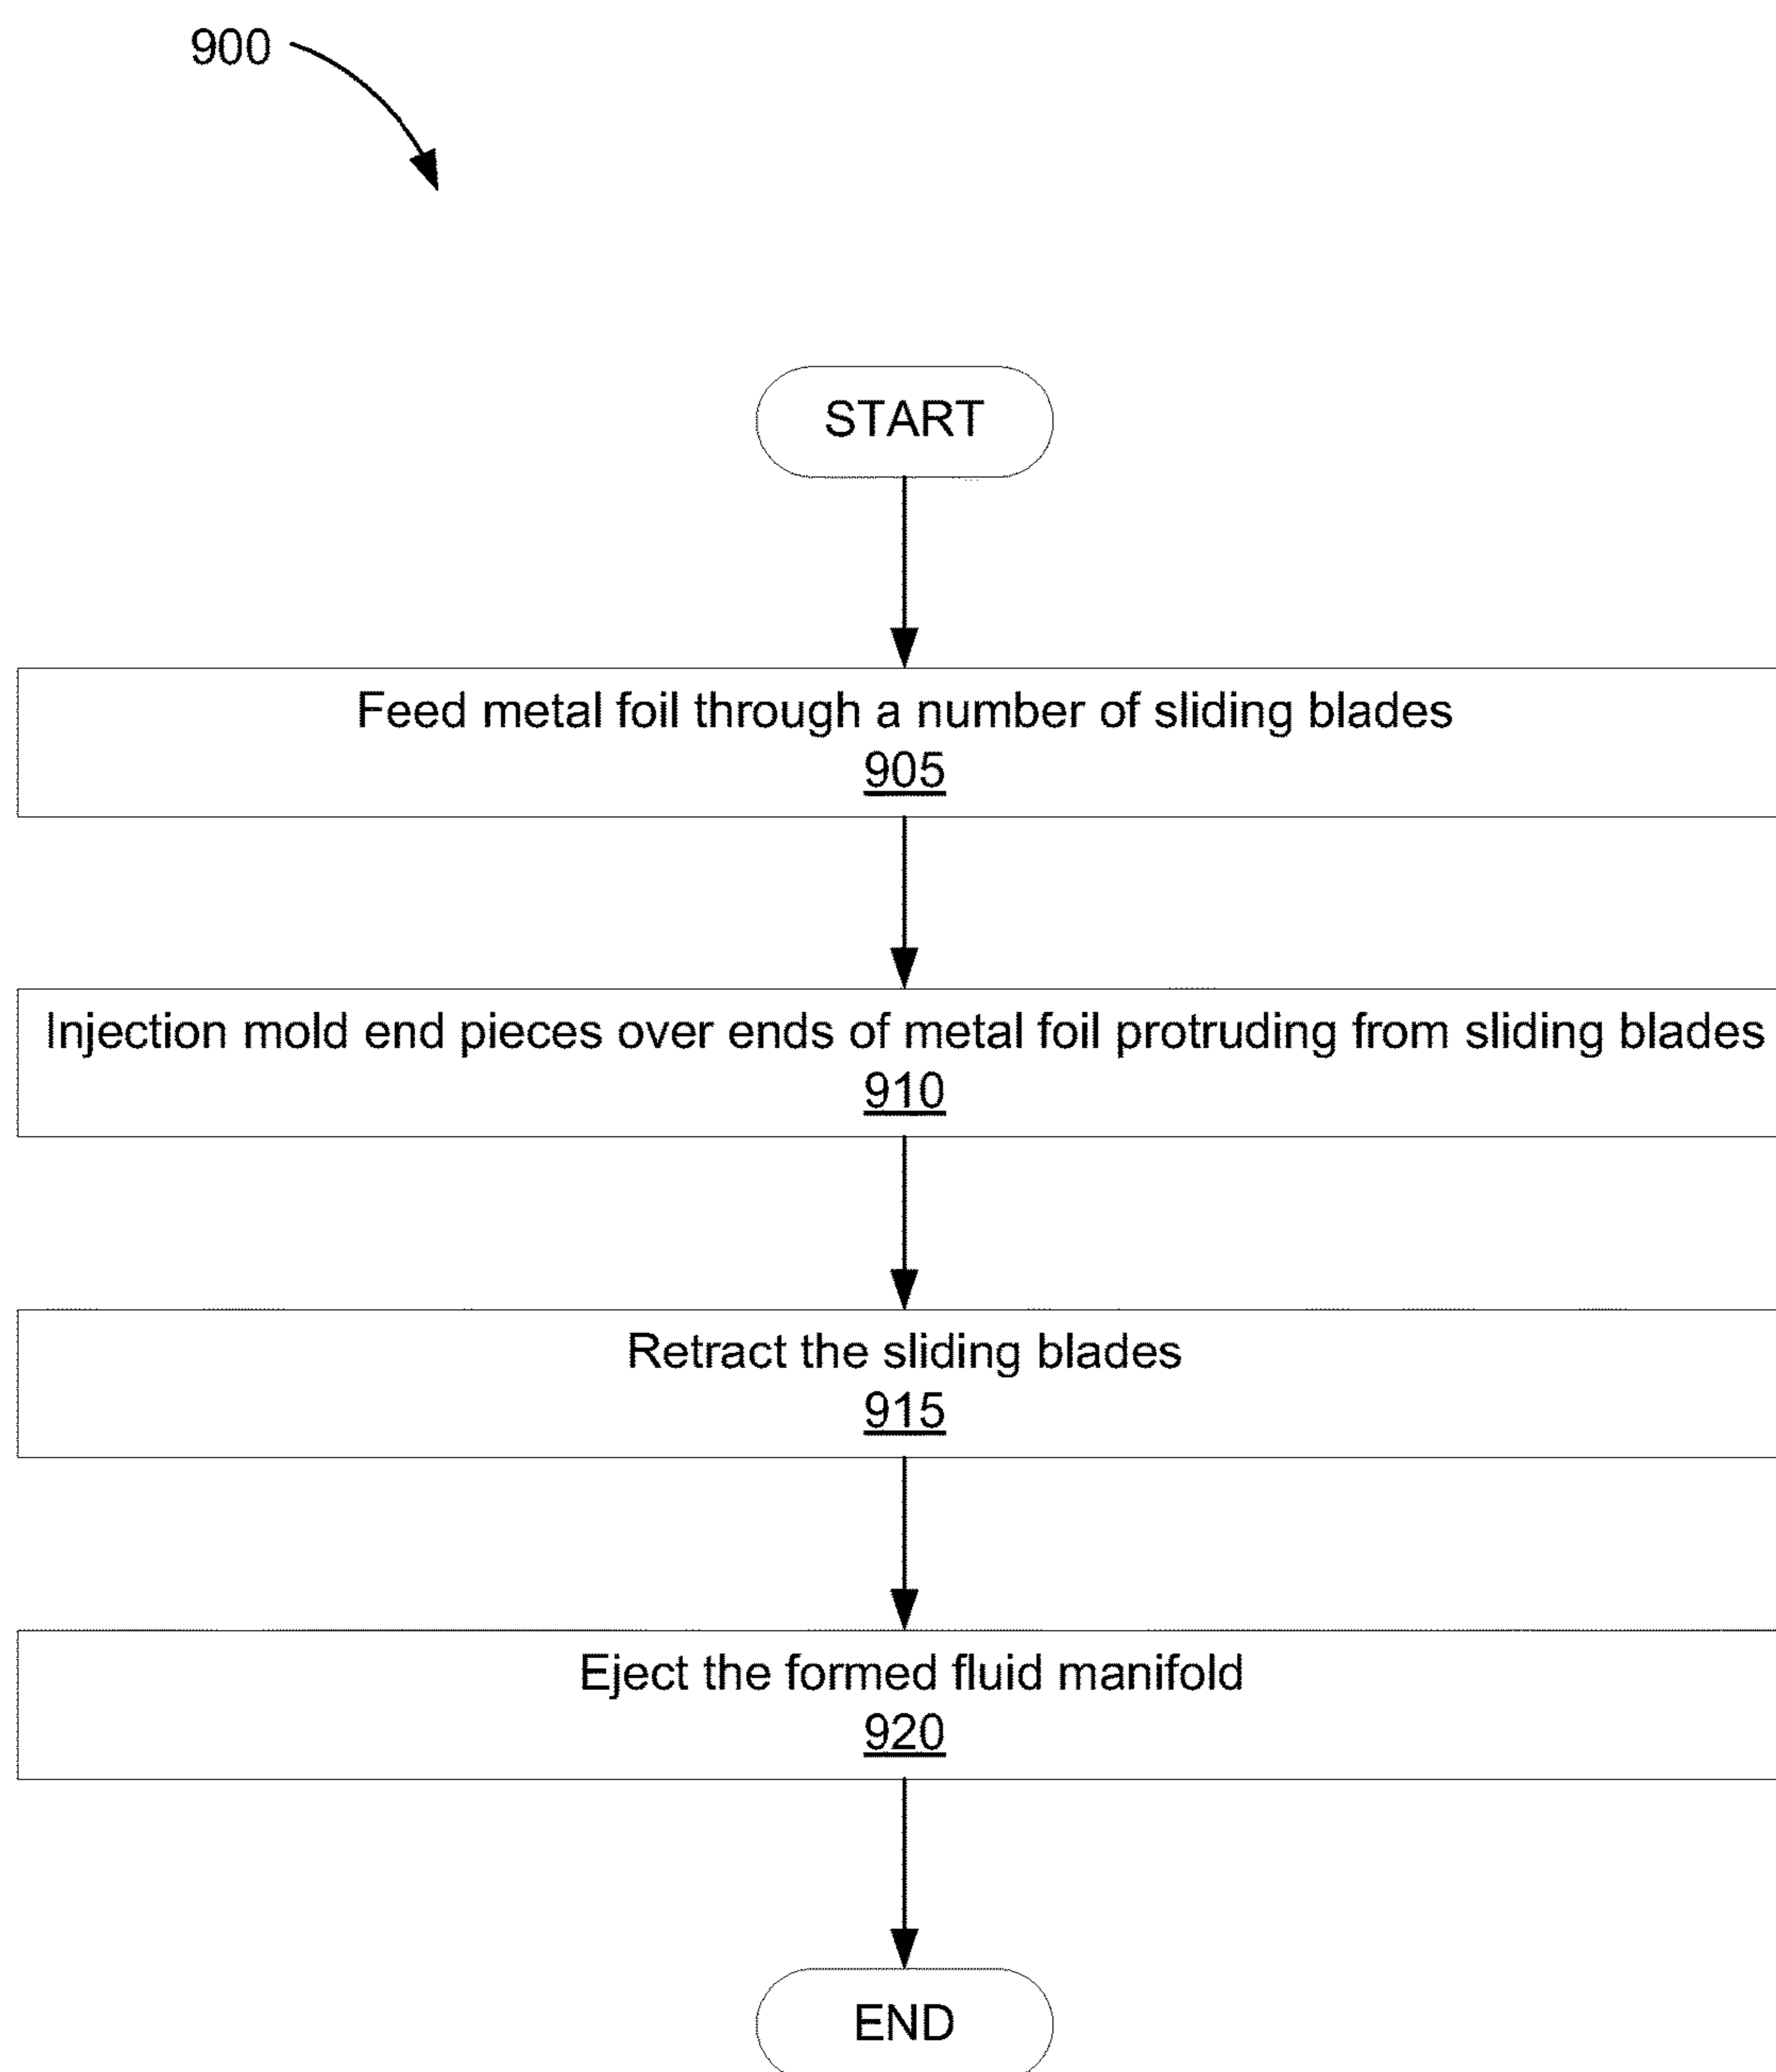 900
START
Feed metal foil through a number of sliding blades
905
Injection mold end pieces over ends of metal foil protruding from sliding blades
910
Retract the sliding blades
915
Eject the formed fluid manifold
920
END